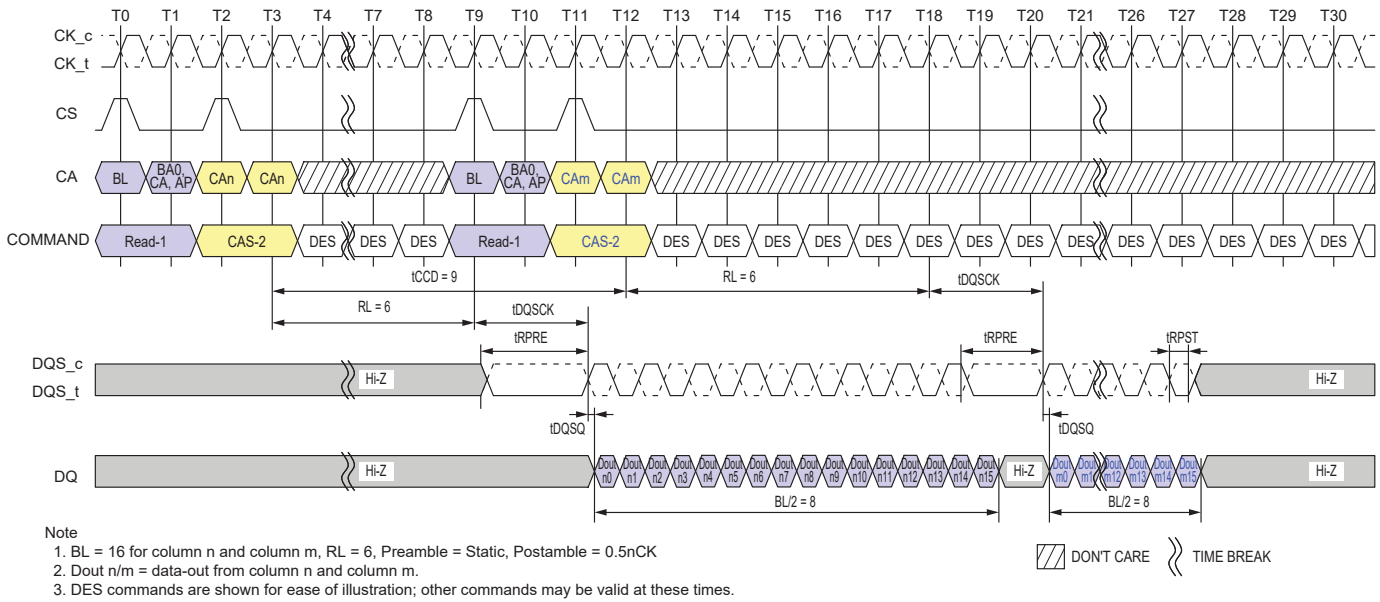 T0 T1 T2 T3 T4 T7 T8 T9 T10 T11 T12 T13 T14 T15 T16 T17 T18 T19 T20 T21 T26 T27 T28 T29 T30
CK_c
CK_t
CS
CA BL BA0, CA, AP CAn CAn BL BA0, CA, AP CAm CAm
COMMAND Read-1 CAS-2 DES DES DES Read-1 CAS-2 DES DES DES DES DES DES DES DES DES DES DES DES DES DES
tCCD = 9 RL = 6 tDQSCK
RL = 6 tDQSCK
tRPRE tRPRE tRPST
DQS_c
DQS_t
Hi-Z Hi-Z
tDQSQ tDQSQ
DQ Hi-Z Dout n0 Dout n1 Dout n2 Dout n3 Dout n4 Dout n5 Dout n6 Dout n7 Dout n8 Dout n9 Dout n10 Dout n11 Dout n12 Dout n13 Dout n14 Dout n15 Hi-Z Dout m0 Dout m1 Dout m12 Dout m13 Dout m14 Dout m15 Hi-Z
BL/2 = 8 BL/2 = 8
Note
1. BL = 16 for column n and column m, RL = 6, Preamble = Static, Postamble = 0.5nCK
2. Dout n/m = data-out from column n and column m.
3. DES commands are shown for ease of illustration; other commands may be valid at these times.
DON'T CARE TIME BREAK